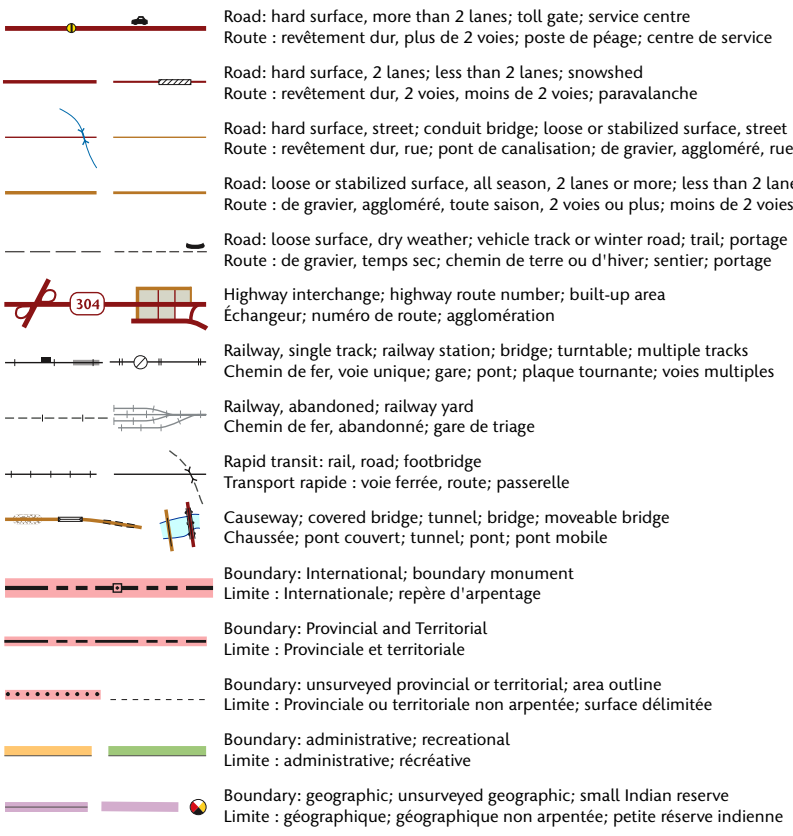 Road: hard surface, more than 2 lanes; toll gate; service centre
Route : revêtement dur, plus de 2 voies; poste de péage; centre de service
Road: hard surface, 2 lanes; less than 2 lanes; snowshed
Route : revêtement dur, 2 voies, moins de 2 voies; paravalanche
Road: hard surface, street; conduit bridge; loose or stabilized surface, street
Route : revêtement dur, rue; pont de canalisation; de gravier, aggloméré, rue
Road: loose or stabilized surface, all season, 2 lanes or more; less than 2 lane
Route : de gravier, aggloméré, toute saison, 2 voies ou plus; moins de 2 voies
Road: loose surface, dry weather; vehicle track or winter road; trail; portage
Route : de gravier, temps sec; chemin de terre ou d'hiver; sentier; portage
304
Highway interchange; highway route number; built-up area
Échangeur; numéro de route; agglomération
Railway, single track; railway station; bridge; turntable; multiple tracks
Chemin de fer, voie unique; gare; pont; plaque tournante; voies multiples
Railway, abandoned; railway yard
Chemin de fer, abandonné; gare de triage
Rapid transit: rail, road; footbridge
Transport rapide : voie ferrée, route; passerelle
Causeway; covered bridge; tunnel; bridge; moveable bridge
Chaussée; pont couvert; tunnel; pont; pont mobile
Boundary: International; boundary monument
Limite : Internationale; repère d'arpentage
Boundary: Provincial and Territorial
Limite : Provinciale et territoriale
Boundary: unsurveyed provincial or territorial; area outline
Limite : Provinciale ou territoriale non arpentée; surface délimitée
Boundary: administrative; recreational
Limite : administrative; récréative
Boundary: geographic; unsurveyed geographic; small Indian reserve
Limite : géographique; géographique non arpentée; petite réserve indienne